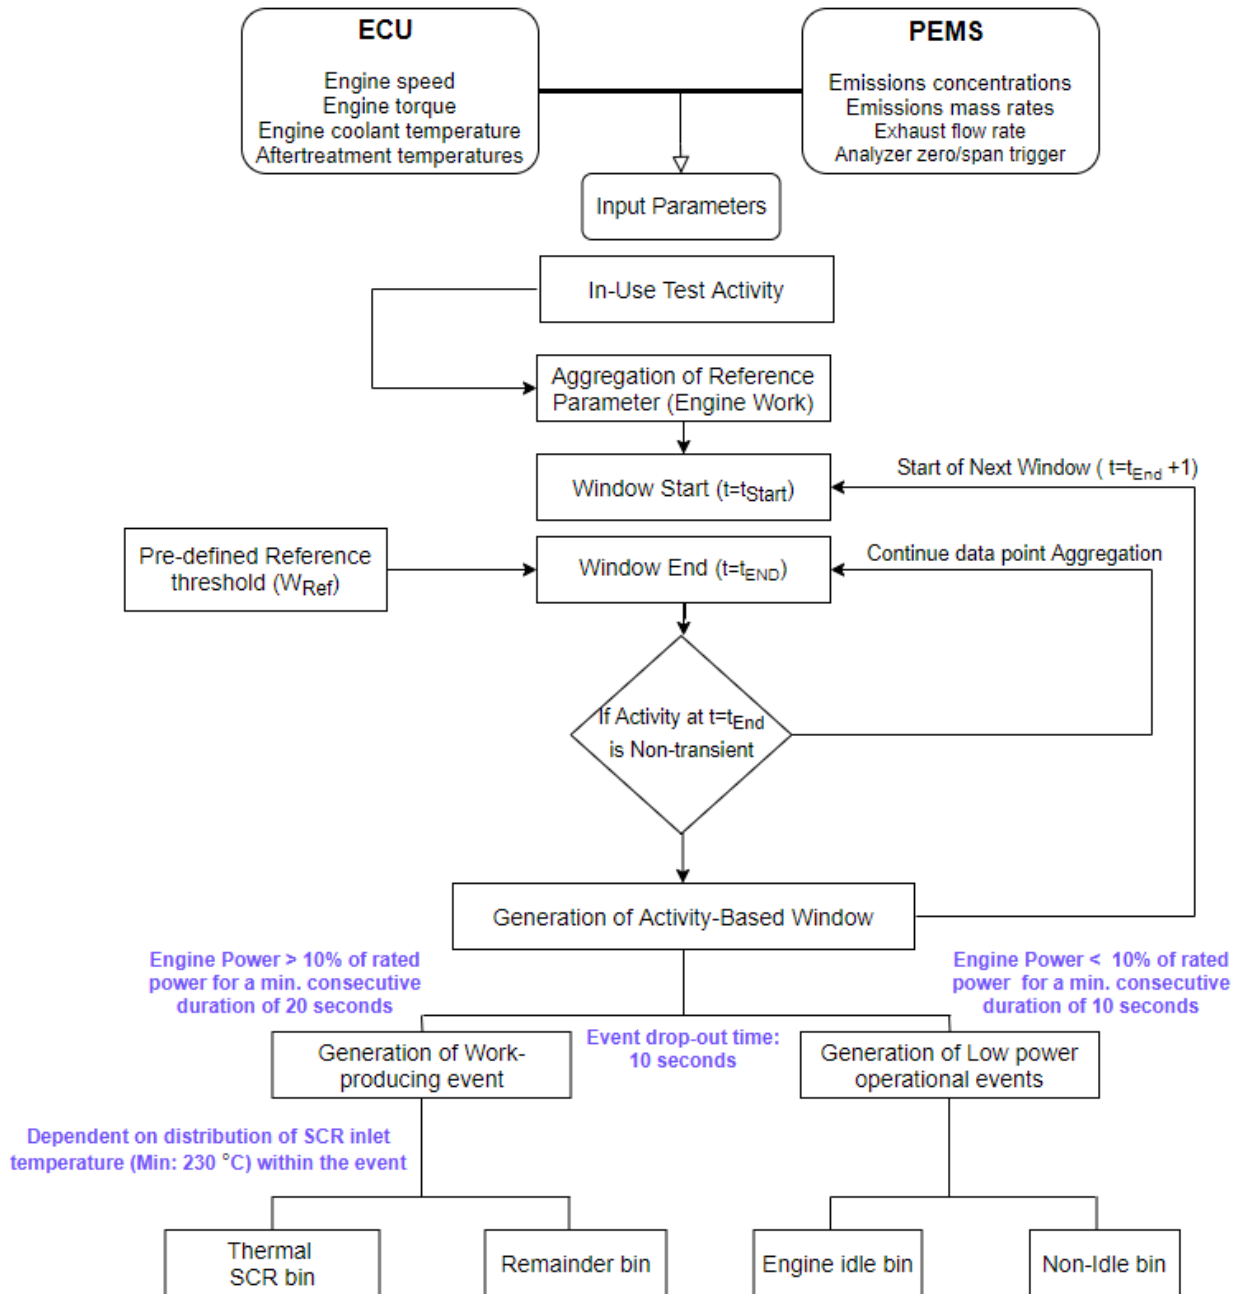 ECU
Engine speed
Engine torque
Engine coolant temperature
Aftertreatment temperatures
PEMS
Emissions concentrations
Emissions mass rates
Exhaust flow rate
Analyzer zero/span trigger
Input Parameters
In-Use Test Activity
Aggregation of Reference
Parameter (Engine Work)
Start of Next Window ( t=tEnd +1)
Window Start (t=tStart)
Pre-defined Reference
threshold (WRef)
Window End (t=tEND)
Continue data point Aggregation
If Activity at t=tEnd
is Non-transient
Generation of Activity-Based Window
Engine Power > 10% of rated
power for a min. consecutive
duration of 20 seconds
Engine Power < 10% of rated
power for a min. consecutive
duration of 10 seconds
Event drop-out time:
10 seconds
Generation of Work-
producing event
Generation of Low power
operational events
Dependent on distribution of SCR inlet
temperature (Min: 230 °C) within the event
Thermal
SCR bin
Remainder bin
Engine idle bin
Non-Idle bin